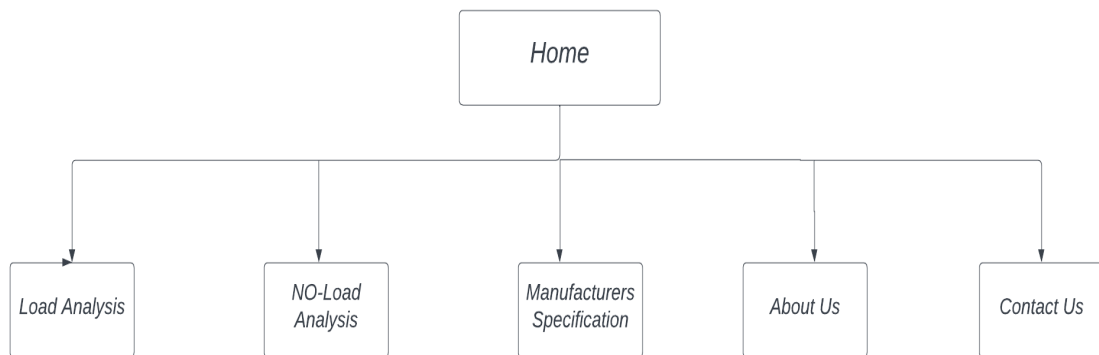 Home
Load Analysis
NO-Load
Analysis
Manufacturers
Specification
About Us
Contact Us